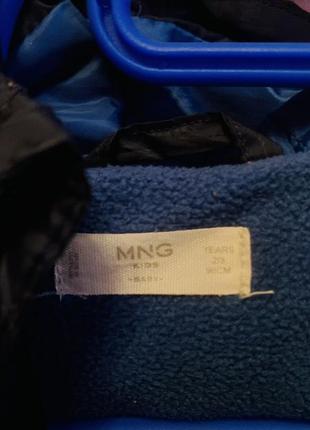 MNG
KIDS
-BABY-
YEARS
2/3
98CM